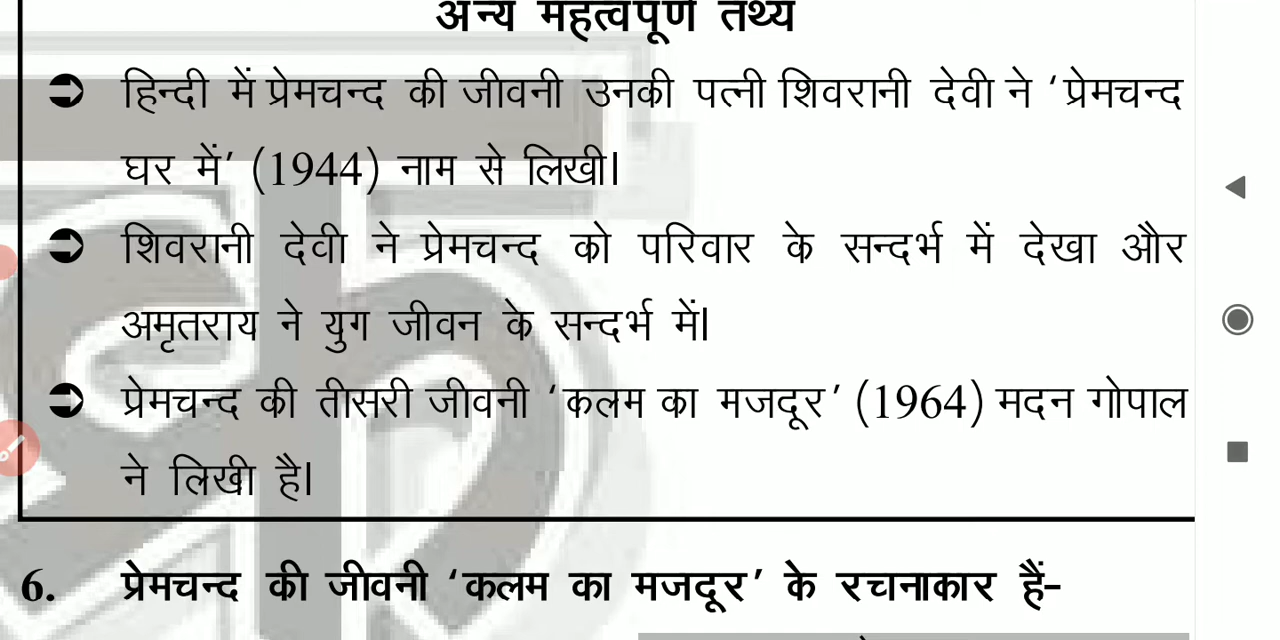 अन्य महत्वपूर्ण तथ्य
➲ हिन्दी में प्रेमचन्द की जीवनी उनकी पत्नी शिवरानी देवी ने ‘प्रेमचन्द
घर में’ (1944) नाम से लिखी।
➲ शिवरानी देवी ने प्रेमचन्द को परिवार के सन्दर्भ में देखा और
अमृतराय ने युग जीवन के सन्दर्भ में।
➲ प्रेमचन्द की तीसरी जीवनी ‘कलम का मजदूर’ (1964) मदन गोपाल
ने लिखी है।
6. प्रेमचन्द की जीवनी ‘कलम का मजदूर’ के रचनाकार हैं-